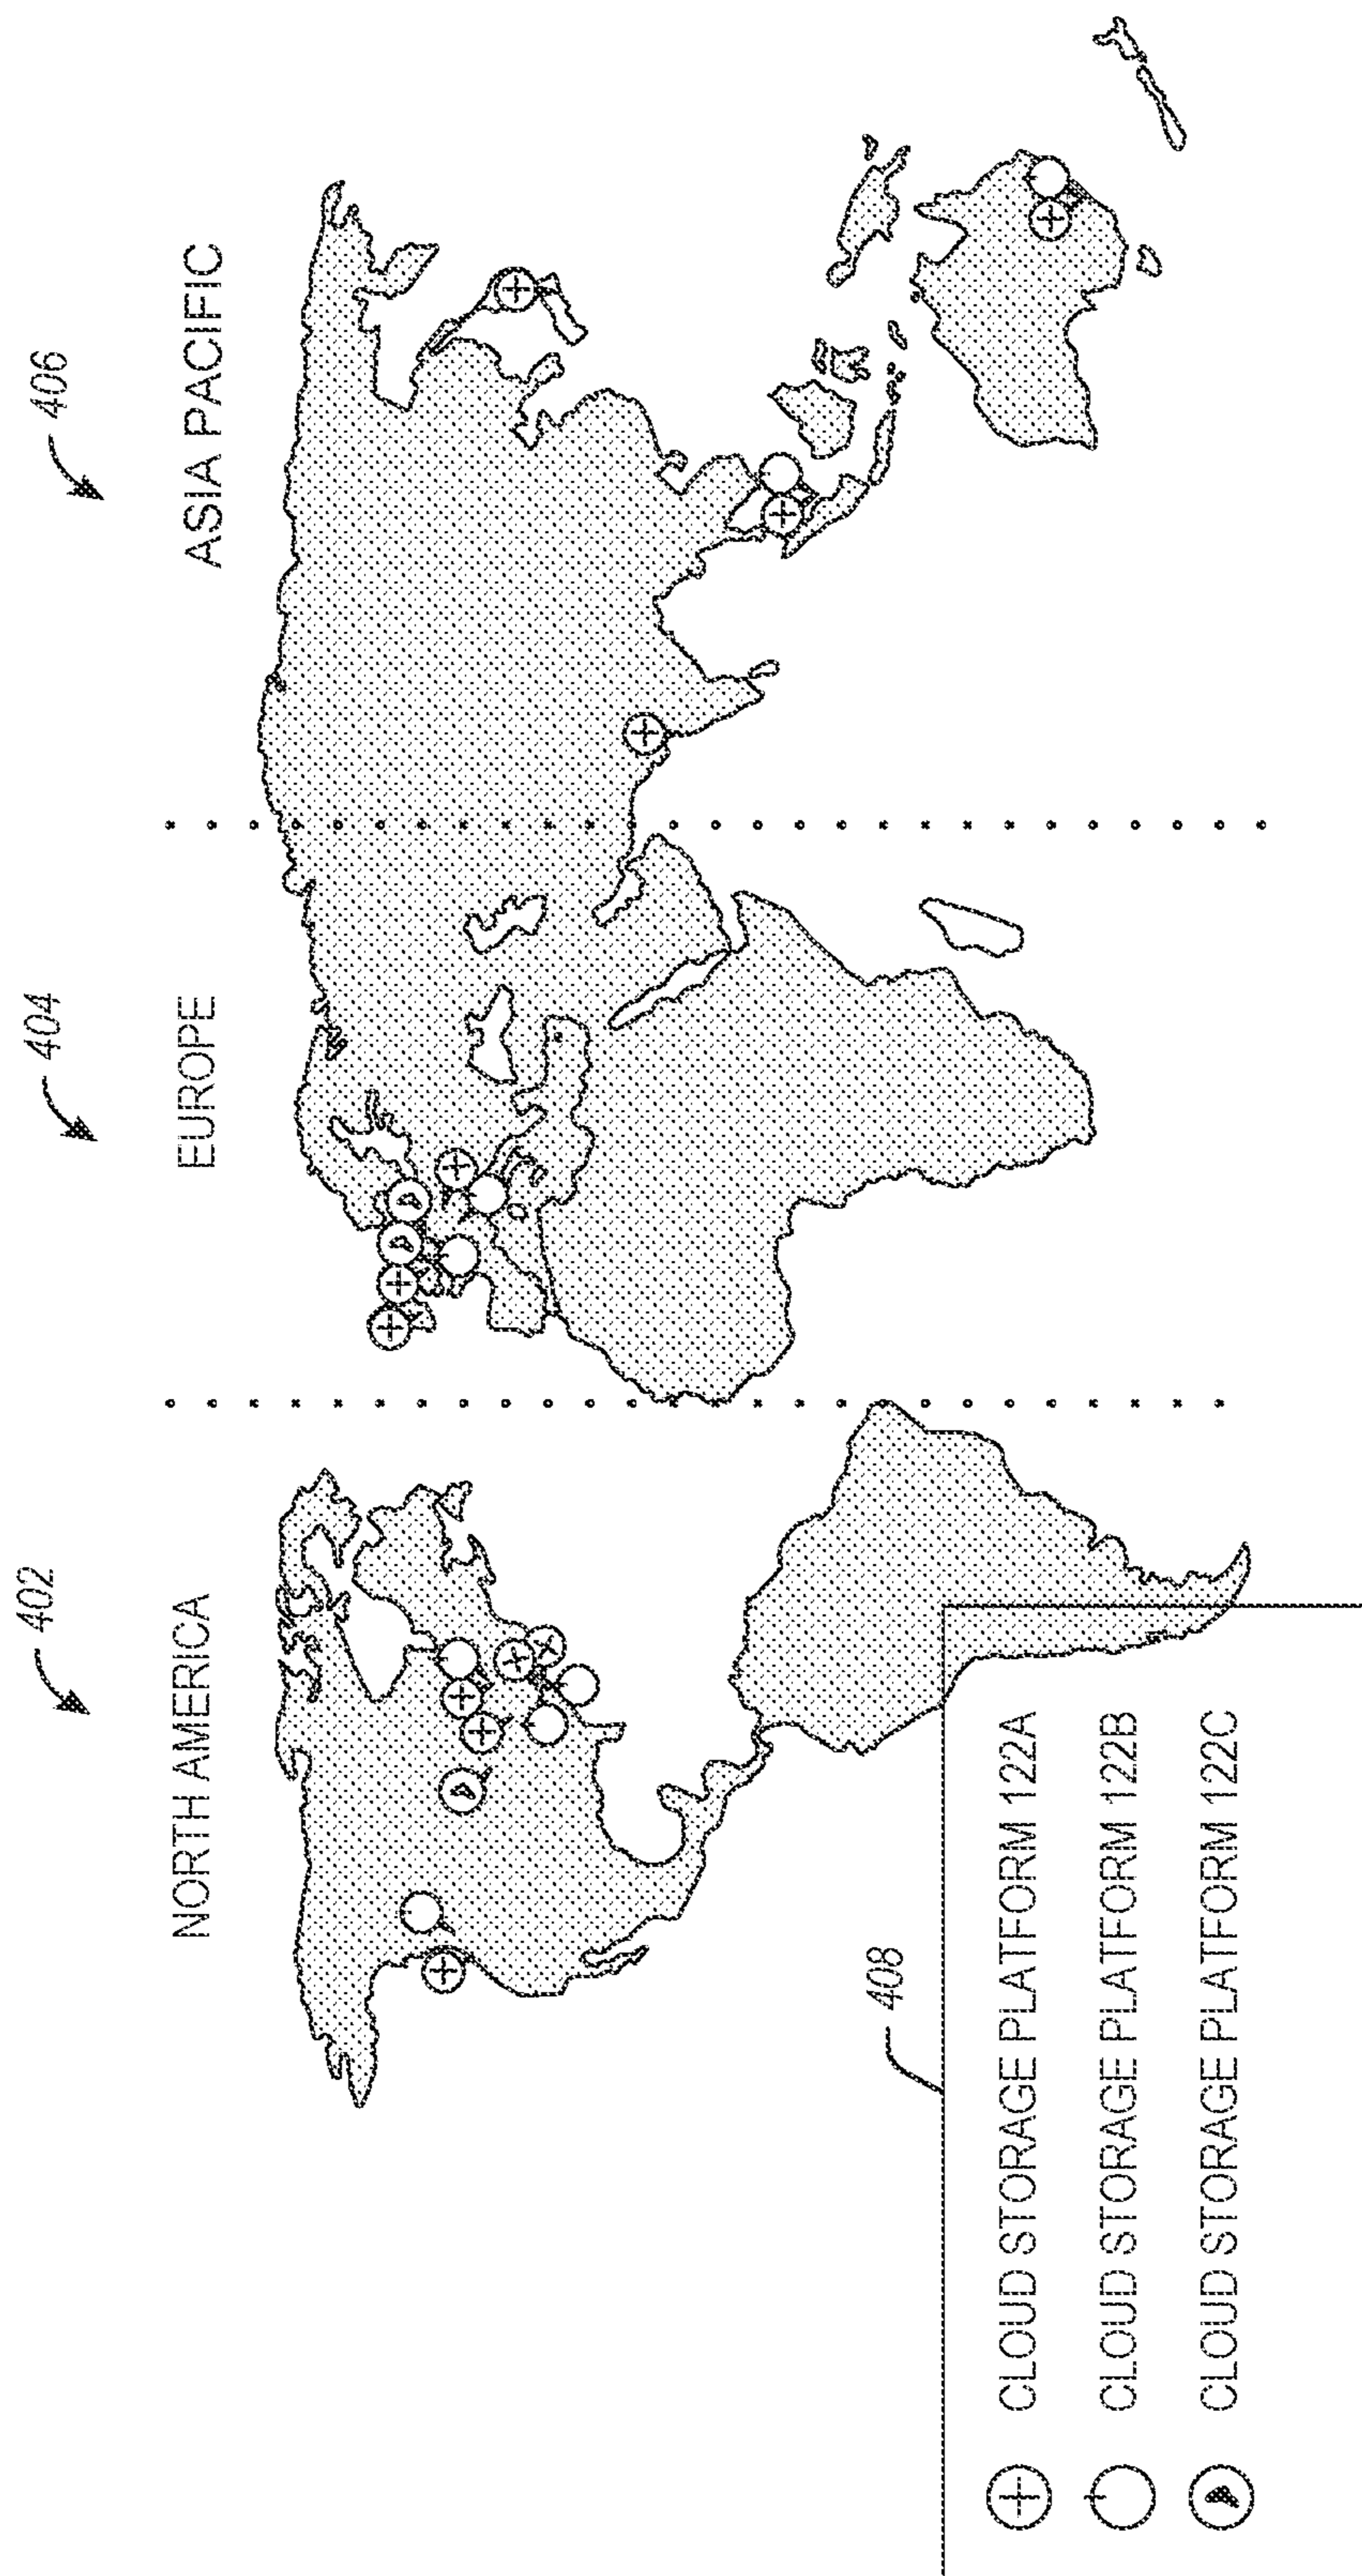 402
404
406
NORTH AMERICA
EUROPE
ASIA PACIFIC
408
CLOUD STORAGE PLATFORM 122A
CLOUD STORAGE PLATFORM 122B
CLOUD STORAGE PLATFORM 122C